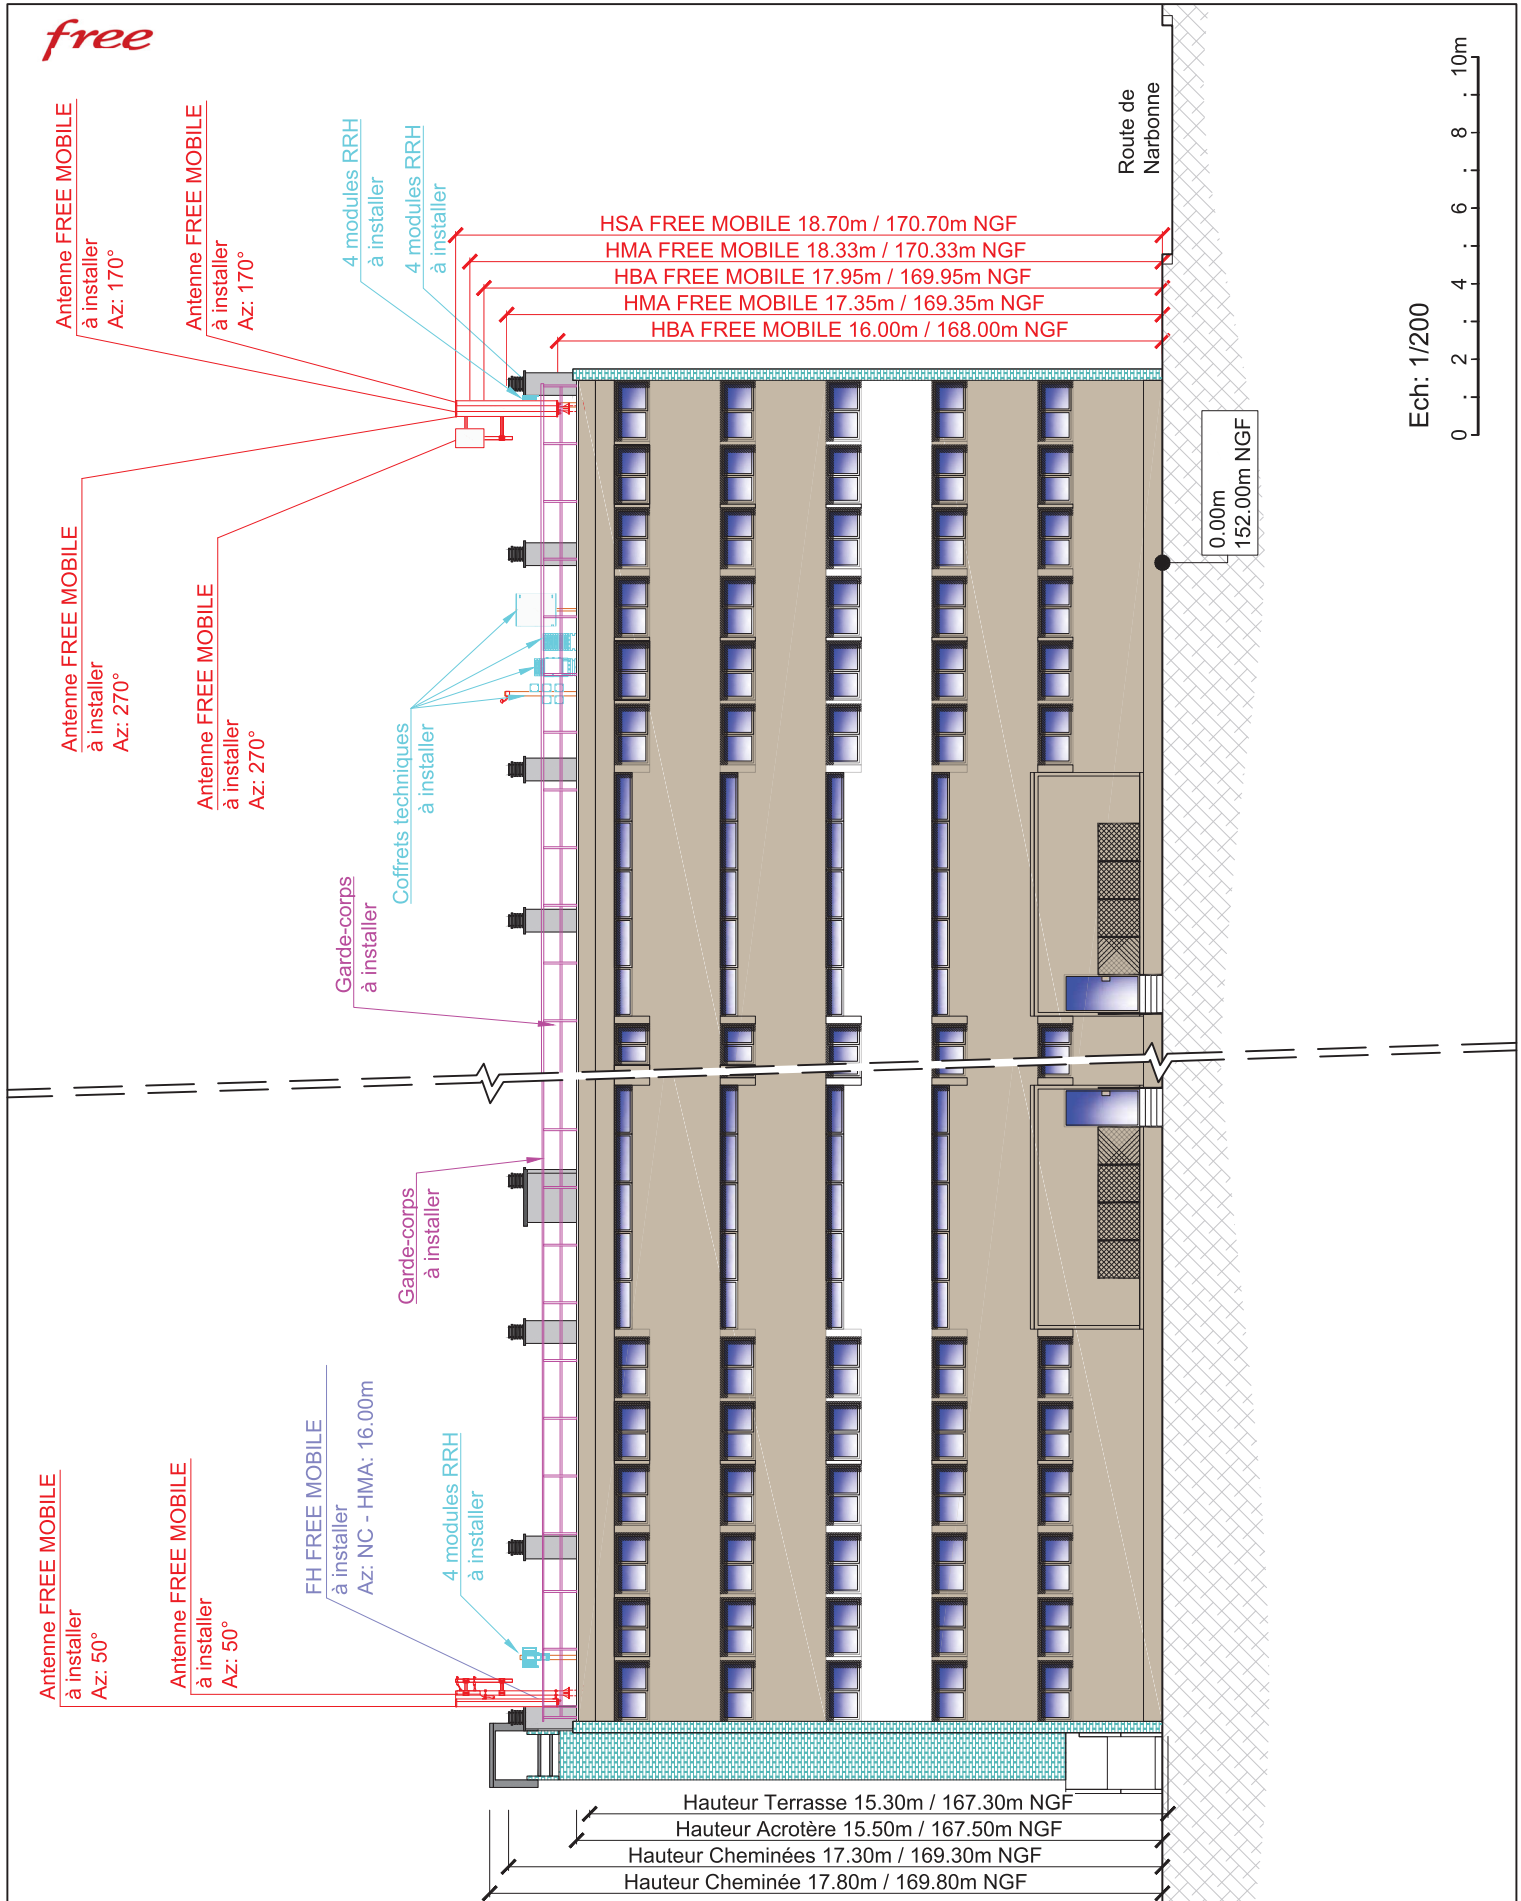 free
Antenne FREE MOBILE
à installer
Az: 170°
Antenne FREE MOBILE
à installer
Az: 170°
4 modules RRH
à installer
4 modules RRH
à installer
Route de
Narbonne
HSA FREE MOBILE 18.70m / 170.70m NGF
HMA FREE MOBILE 18.33m / 170.33m NGF
HBA FREE MOBILE 17.95m / 169.95m NGF
HMA FREE MOBILE 17.35m / 169.35m NGF
HBA FREE MOBILE 16.00m / 168.00m NGF
Ech: 1/200
0 2 4 6 8 10m
0.00m
152.00m NGF
Antenne FREE MOBILE
à installer
Az: 270°
Antenne FREE MOBILE
à installer
Az: 270°
Coffrets techniques
à installer
Garde-corps
à installer
Garde-corps
à installer
FH FREE MOBILE
à installer
Az: NC - HMA: 16.00m
4 modules RRH
à installer
Antenne FREE MOBILE
à installer
Az: 50°
Antenne FREE MOBILE
à installer
Az: 50°
Hauteur Terrasse 15.30m / 167.30m NGF
Hauteur Acrotère 15.50m / 167.50m NGF
Hauteur Cheminées 17.30m / 169.30m NGF
Hauteur Cheminée 17.80m / 169.80m NGF